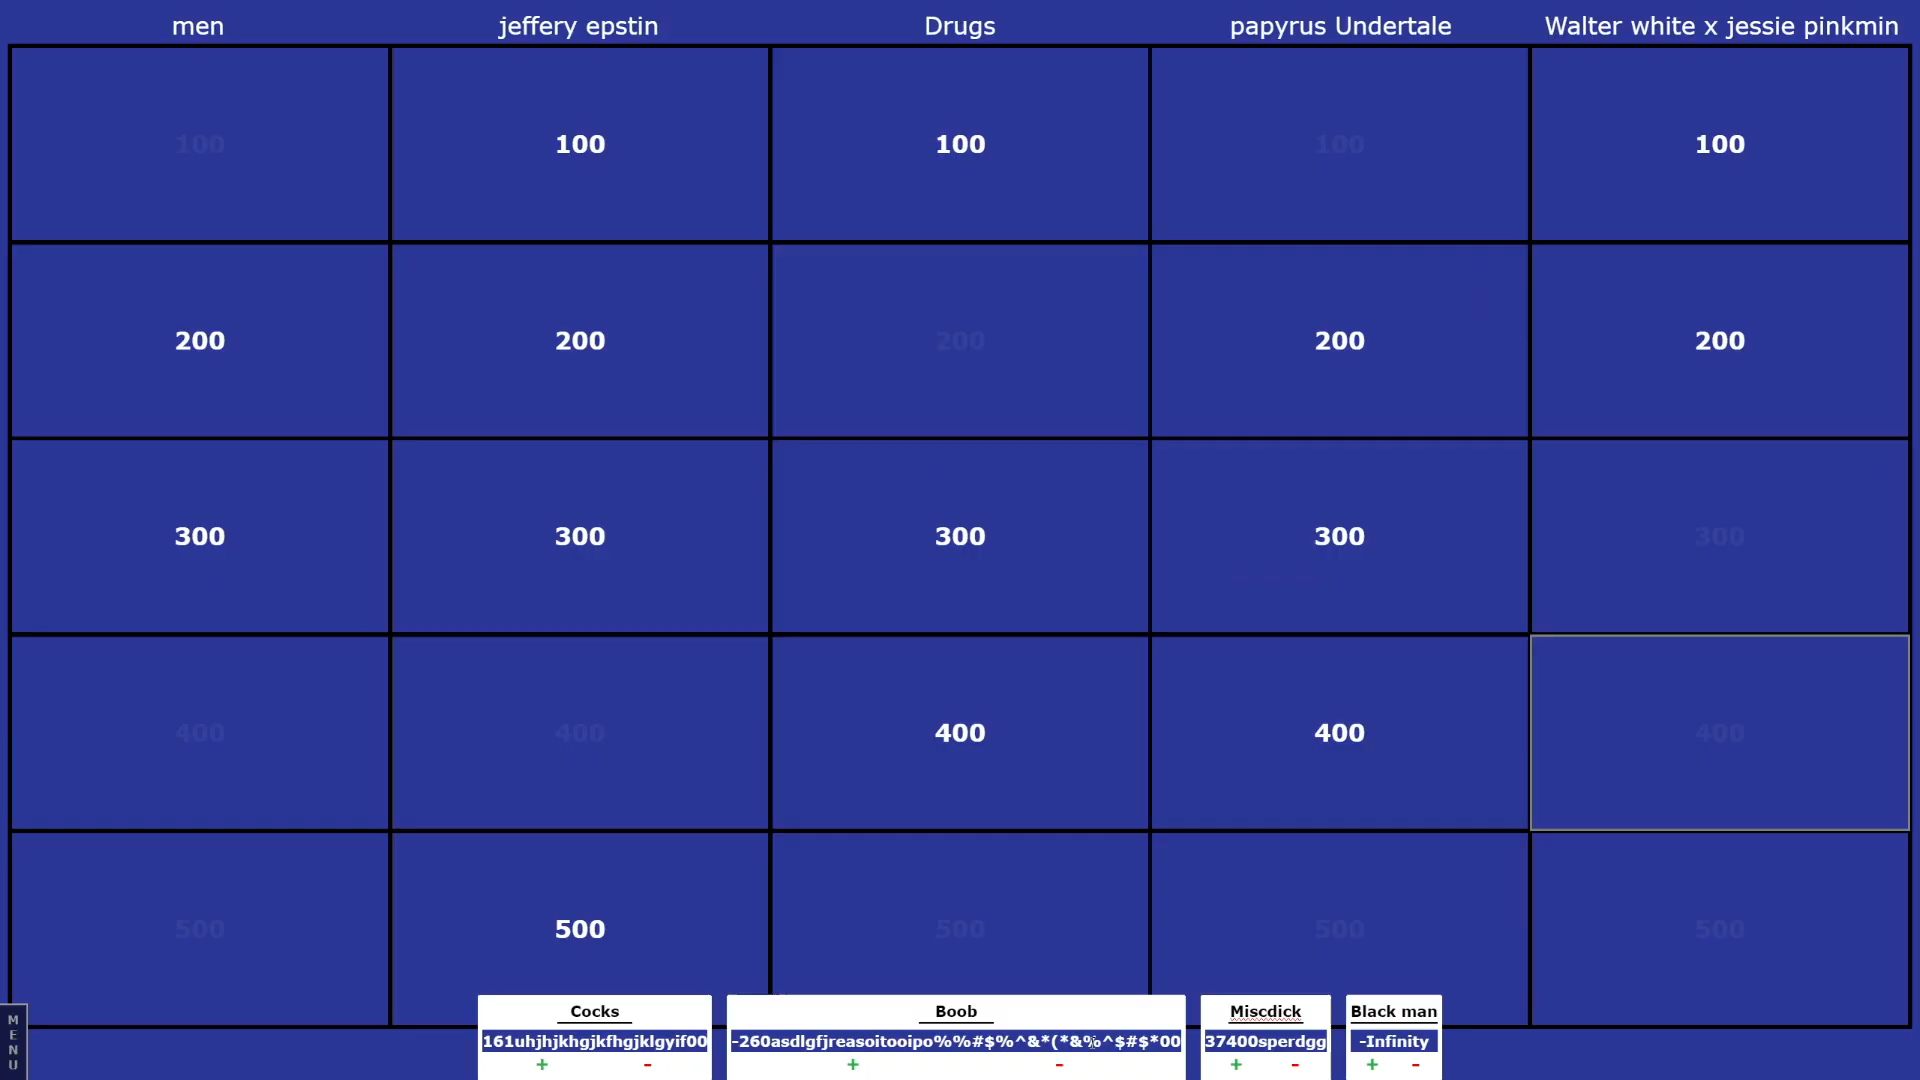 men jeffery epstin Drugs papyrus Undertale Walter white x jessie pinkmin
100 100 100 100 100
200 200 200 200 200
300 300 300 300 300
400 400 400 400 400
500 500 500 500 500
Cocks Boob Miscdick Black man
161uhjhjkhgjkfhgjklgyif00 -260asdlgfjreasoitooipo%%#$%^&*(*&%^$#$*00 37400sperdgg -Infinity
+ - + - + - + -
MENU